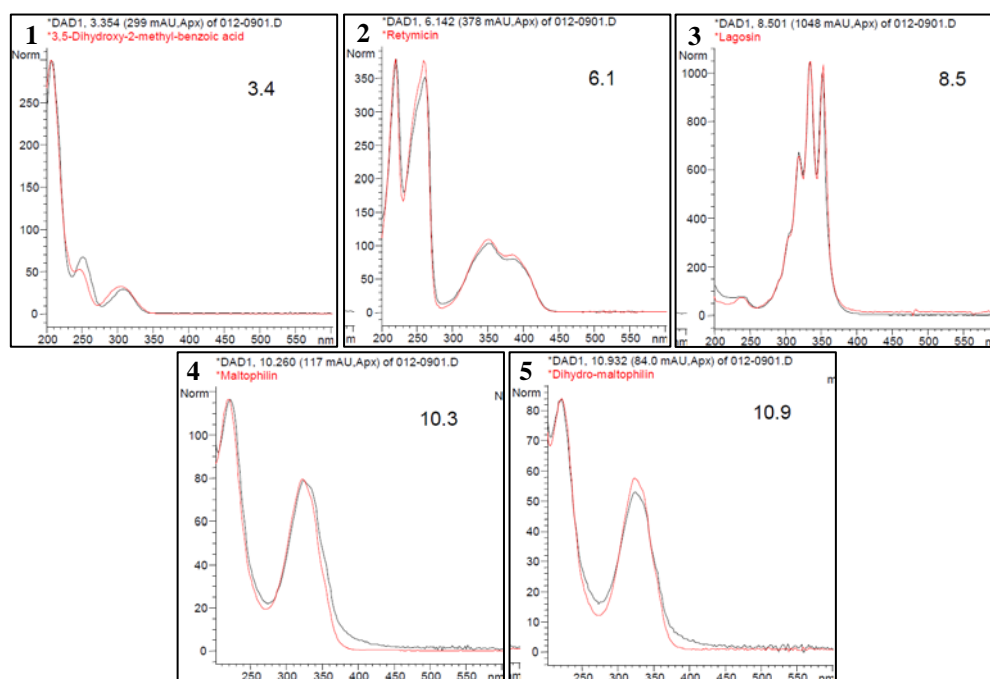 1
*DAD1, 3.354 (299 mAU,Apx) of 012-0901.D
*3,5-Dihydroxy-2-methyl-benzoic acid
Norm
3.4
250
200
150
100
50
0
200 250 300 350 400 450 500 550 nm
2
*DAD1, 6.142 (378 mAU,Apx) of 012-0901.D
*Retymicin
Norm
6.1
350
300
250
200
150
100
50
0
200 250 300 350 400 450 500 550 nm
3
*DAD1, 8.501 (1048 mAU,Apx) of 012-0901.D
*Lagosin
Norm
8.5
1000
800
600
400
200
0
250 300 350 400 450 500 550 nm
4
*DAD1, 10.260 (117 mAU,Apx) of 012-0901.D
*Maltophilin
Norm
10.3
100
80
60
40
20
0
250 300 350 400 450 500 550
5
*DAD1, 10.932 (84.0 mAU,Apx) of 012-0901.D
*Dihydro-maltophilin
Norm
10.9
80
70
60
50
40
30
20
10
0
250 300 350 400 450 500 550 nm